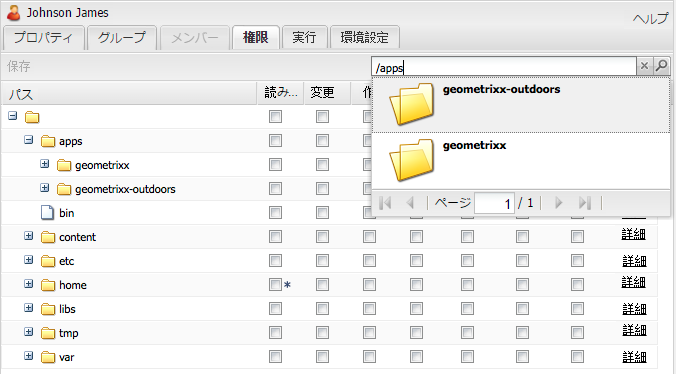 Johnson James
ヘルプ
プロパティ グループ メンバー 権限 実行 環境設定
保存
/apps
パス 読み... 変更 作
geometrixx-outdoors
apps
geometrixx
geometrixx
geometrixx-outdoors
ページ 1 / 1
bin
content 詳細
etc 詳細
home * 詳細
libs 詳細
tmp 詳細
var 詳細